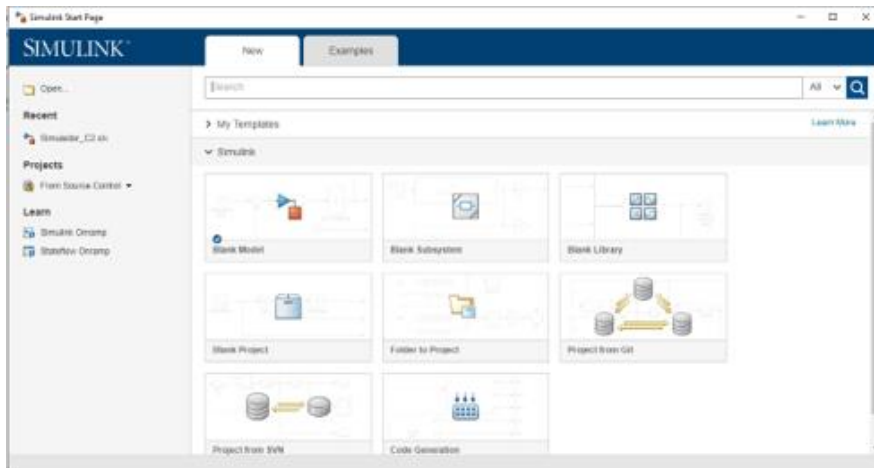 Simulink Start Page
SIMULINK
New
Examples
Open...
Search
All
Recent
My Templates
Learn More
Simulink
Projects
From Source Control
Learn
Simulink Onramp
Stateflow Onramp
Blank Model
Blank Subsystem
Blank Library
Blank Project
Folder to Project
Project from Git
Project from SVN
Code Generation